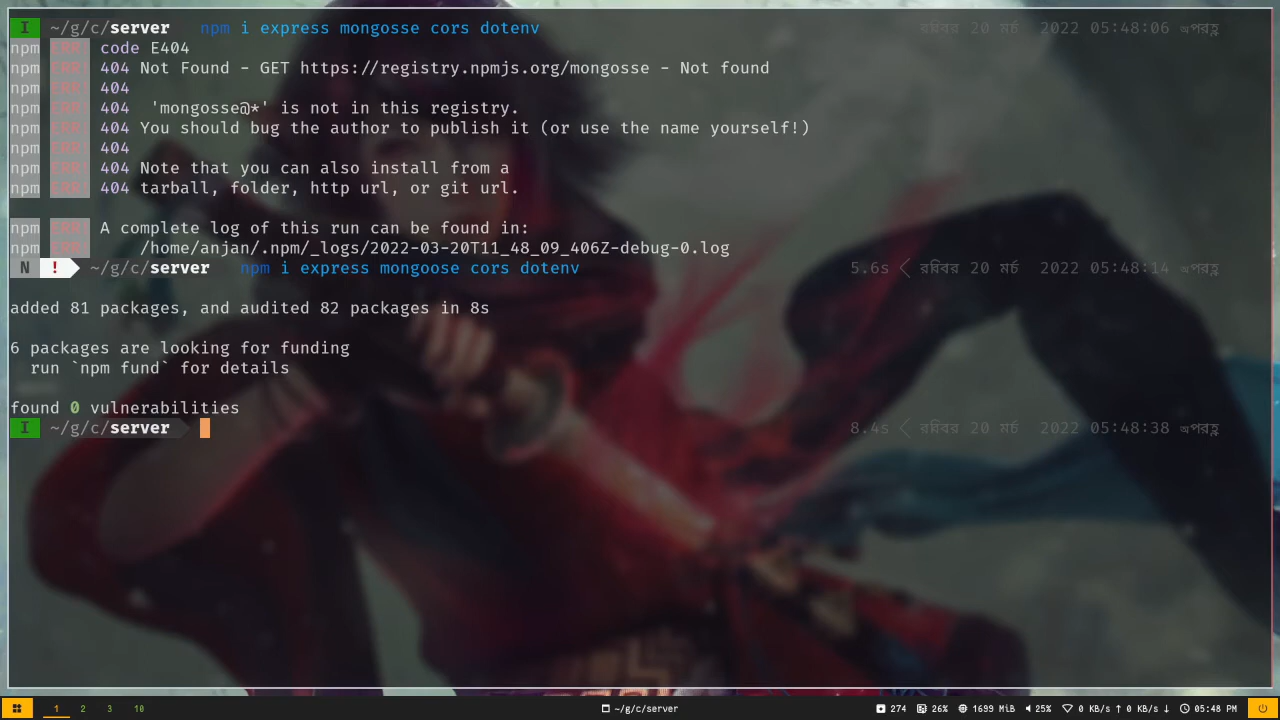 I ~/g/c/server npm i express mongosse cors dotenv রবিবার 20 মার্চ 2022 05:48:06 অপরাহ্ণ
npm ERR! code E404
npm ERR! 404 Not Found - GET https://registry.npmjs.org/mongosse - Not found
npm ERR! 404
npm ERR! 404 'mongosse@*' is not in this registry.
npm ERR! 404 You should bug the author to publish it (or use the name yourself!)
npm ERR! 404
npm ERR! 404 Note that you can also install from a
npm ERR! 404 tarball, folder, http url, or git url.
npm ERR! A complete log of this run can be found in:
npm ERR! /home/anjan/.npm/_logs/2022-03-20T11_48_09_406Z-debug-0.log
N ! ~/g/c/server npm i express mongoose cors dotenv 5.6s রবিবার 20 মার্চ 2022 05:48:14 অপরাহ্ণ
added 81 packages, and audited 82 packages in 8s
6 packages are looking for funding
run `npm fund` for details
found 0 vulnerabilities
I ~/g/c/server 8.4s রবিবার 20 মার্চ 2022 05:48:38 অপরাহ্ণ
1 2 3 10 ~/g/c/server 274 26% 1699 MiB 25% 0 KB/s ↑ 0 KB/s ↓ 05:48 PM